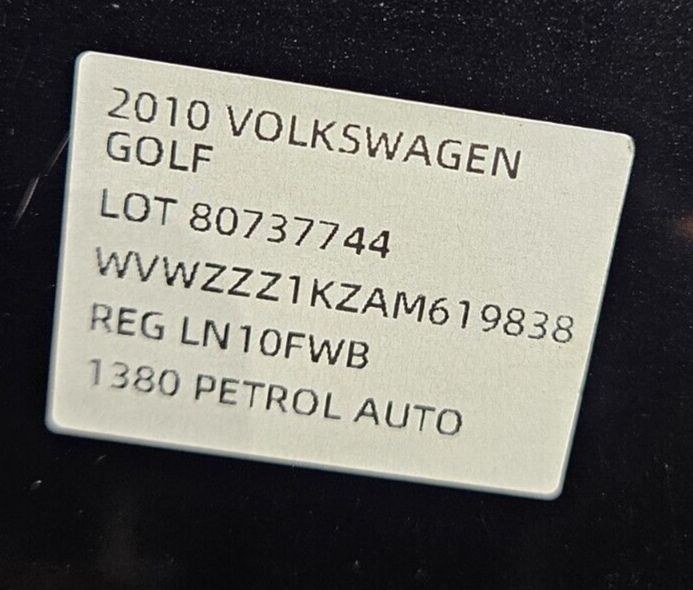 2010 VOLKSWAGEN
GOLF
LOT 80737744
WVWZZZ1KZAM619838
REG LN10FWB
1380 PETROL AUTO